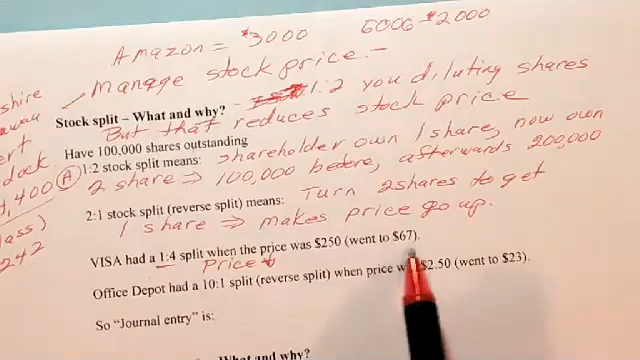 Amazon = $3000 GOOG $2000
Manage stock price.-
shire
1:2 you diluting shares
Stock split – What and why?
But that reduces stock price
Have 100,000 shares outstanding
1:2 stock split means: shareholder own 1 share, now own
2 share ⇒ 100,000 before, afterwards 200,000
A
,400
2:1 stock split (reverse split) means: Turn 2 shares to get
1 share ⇒ makes price go up.
lass)
242
VISA had a 1:4 split when the price was $250 (went to $67).
Price
Office Depot had a 10:1 split (reverse split) when price $2.50 (went to $23).
So "Journal entry" is:
What and why?